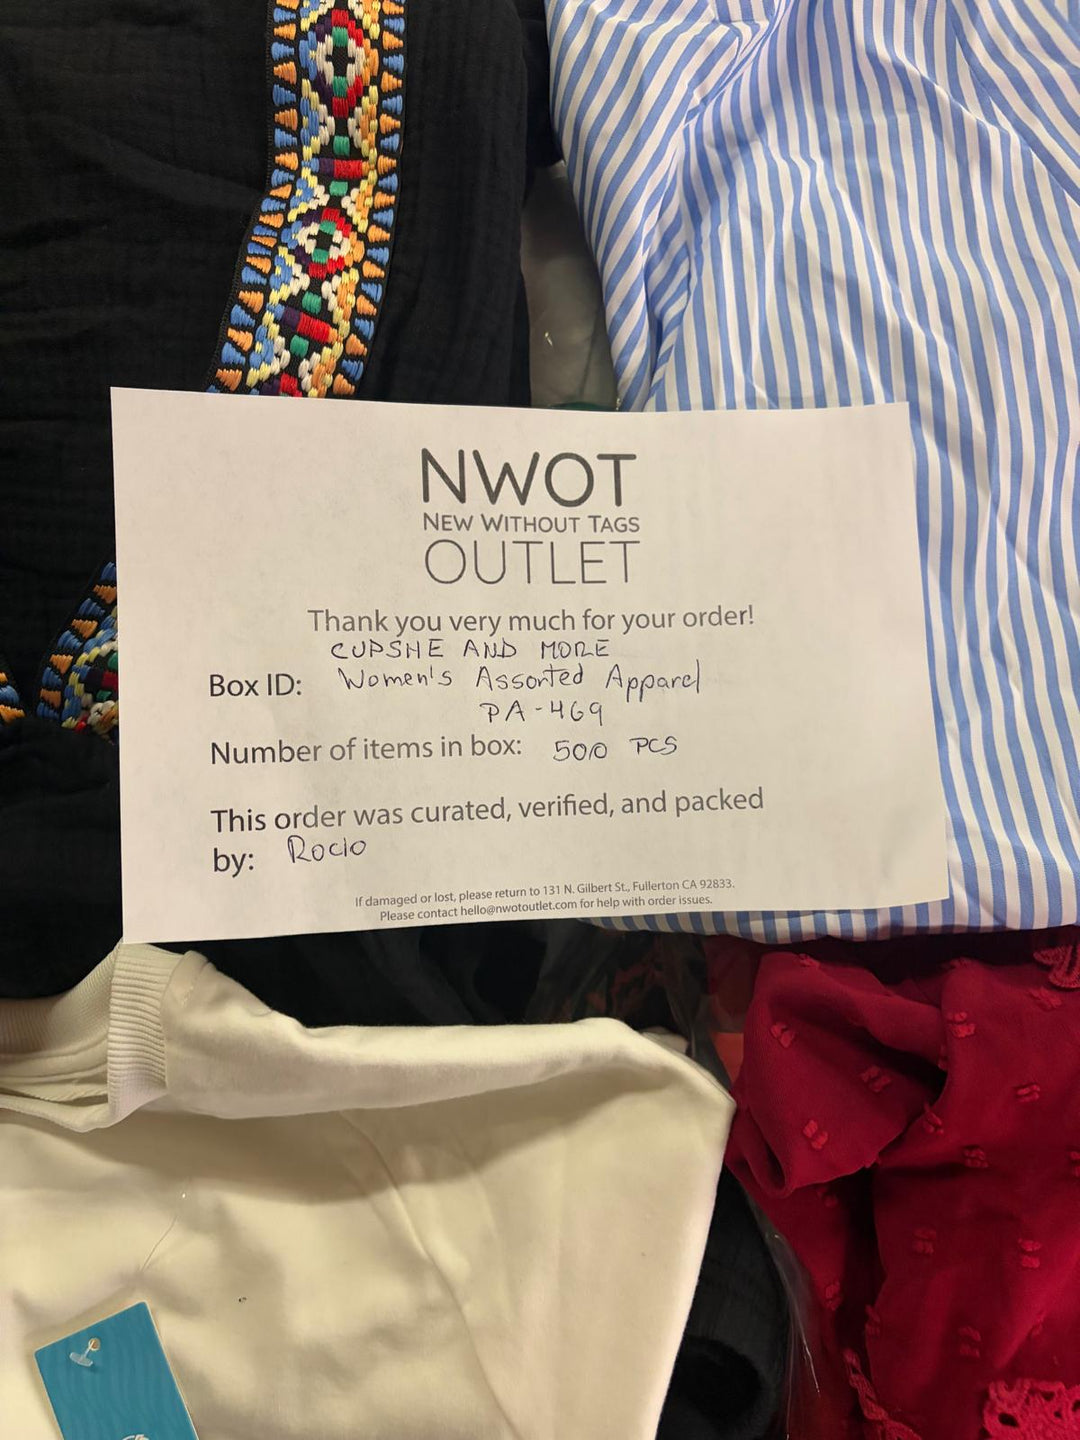 NWOT
NEW WITHOUT TAGS
OUTLET
Thank you very much for your order!
CUPSHE AND MORE
Box ID: Women's Assorted Apparel
PA-469
Number of items in box: 500 PCS
This order was curated, verified, and packed
by: Rocio
If damaged or lost, please return to 131 N. Gilbert St., Fullerton CA 92833.
Please contact hello@nwotoutlet.com for help with order issues.